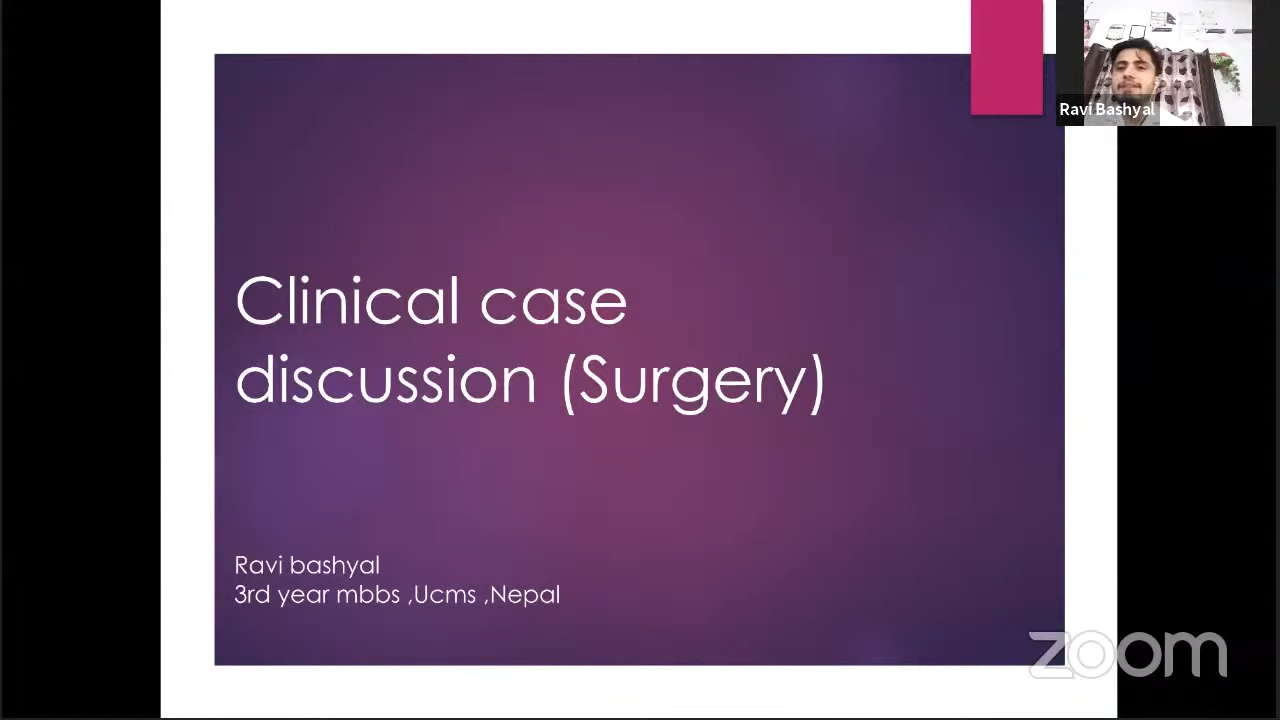 Ravi Bashyal
Clinical case
discussion (Surgery)
Ravi bashyal
3rd year mbbs ,Ucms ,Nepal
zoom